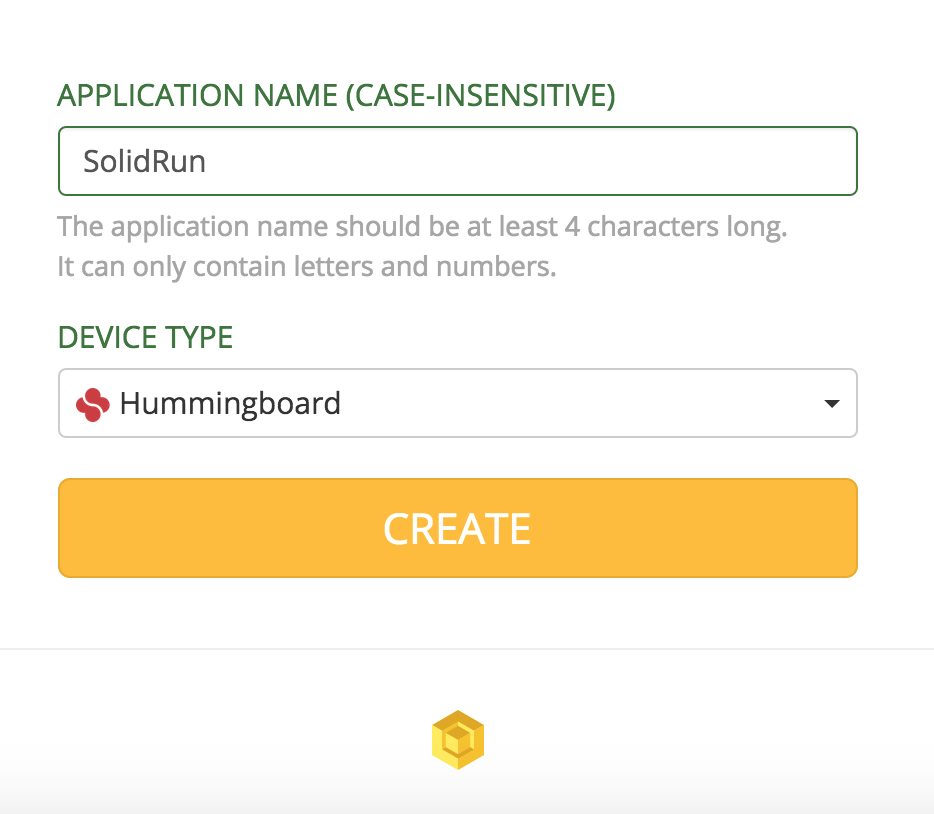 APPLICATION NAME (CASE-INSENSITIVE)
SolidRun
The application name should be at least 4 characters long.
It can only contain letters and numbers.
DEVICE TYPE
Hummingboard
CREATE